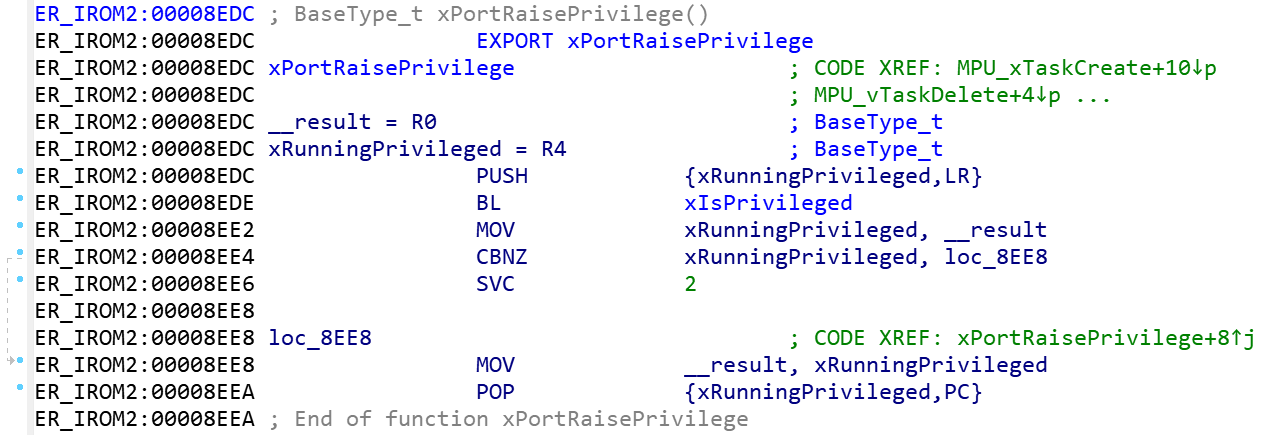 ER_IROM2:00008EDC ; BaseType_t xPortRaisePrivilege()
ER_IROM2:00008EDC EXPORT xPortRaisePrivilege
ER_IROM2:00008EDC xPortRaisePrivilege ; CODE XREF: MPU_xTaskCreate+10↓p
ER_IROM2:00008EDC ; MPU_vTaskDelete+4↓p ...
ER_IROM2:00008EDC __result = R0 ; BaseType_t
ER_IROM2:00008EDC xRunningPrivileged = R4 ; BaseType_t
ER_IROM2:00008EDC PUSH {xRunningPrivileged,LR}
ER_IROM2:00008EDE BL xIsPrivileged
ER_IROM2:00008EE2 MOV xRunningPrivileged, __result
ER_IROM2:00008EE4 CBNZ xRunningPrivileged, loc_8EE8
ER_IROM2:00008EE6 SVC 2
ER_IROM2:00008EE8
ER_IROM2:00008EE8 loc_8EE8 ; CODE XREF: xPortRaisePrivilege+8↑j
ER_IROM2:00008EE8 MOV __result, xRunningPrivileged
ER_IROM2:00008EEA POP {xRunningPrivileged,PC}
ER_IROM2:00008EEA ; End of function xPortRaisePrivilege